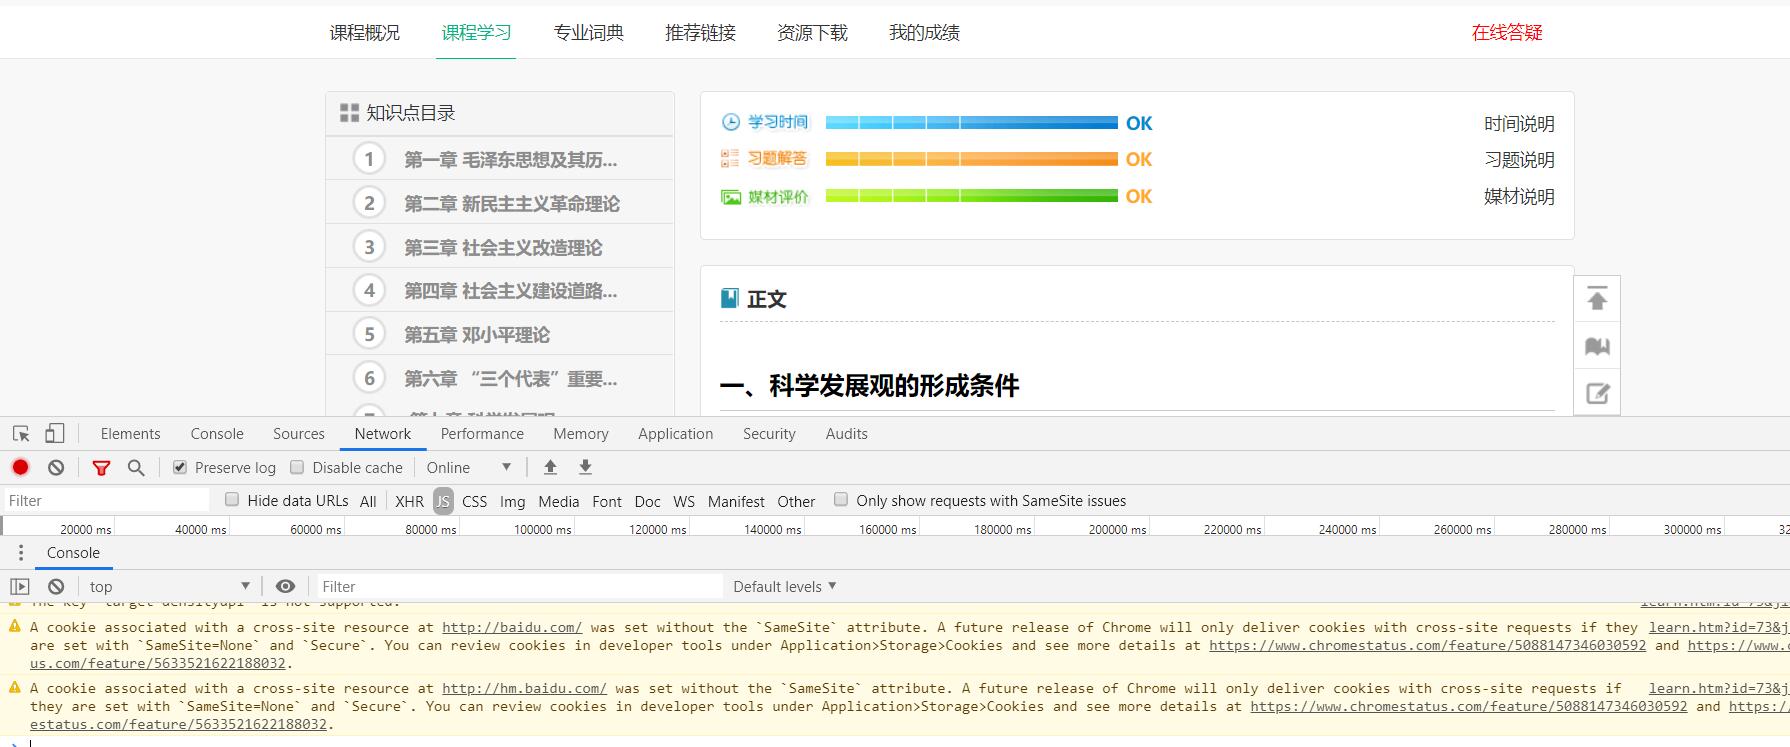 课程概况 课程学习 专业词典 推荐链接 资源下载 我的成绩 在线答疑
知识点目录
1 第一章 毛泽东思想及其历...
2 第二章 新民主主义革命理论
3 第三章 社会主义改造理论
4 第四章 社会主义建设道路...
5 第五章 邓小平理论
6 第六章 “三个代表”重要...
学习时间 OK 时间说明
习题解答 OK 习题说明
媒材评价 OK 媒材说明
正文
一、科学发展观的形成条件
Elements Console Sources Network Performance Memory Application Security Audits
Preserve log Disable cache Online
Filter Hide data URLs All XHR JS CSS Img Media Font Doc WS Manifest Other Only show requests with SameSite issues
20000 ms 40000 ms 60000 ms 80000 ms 100000 ms 120000 ms 140000 ms 160000 ms 180000 ms 200000 ms 220000 ms 240000 ms 260000 ms 280000 ms 300000 ms 32
Console
top Filter Default levels
A cookie associated with a cross-site resource at http://baidu.com/ was set without the `SameSite` attribute. A future release of Chrome will only deliver cookies with cross-site requests if they learn.htm?id=73&j
are set with `SameSite=None` and `Secure`. You can review cookies in developer tools under Application>Storage>Cookies and see more details at https://www.chromestatus.com/feature/5088147346030592 and https://www.c
us.com/feature/5633521622188032.
A cookie associated with a cross-site resource at http://hm.baidu.com/ was set without the `SameSite` attribute. A future release of Chrome will only deliver cookies with cross-site requests if learn.htm?id=73&j
they are set with `SameSite=None` and `Secure`. You can review cookies in developer tools under Application>Storage>Cookies and see more details at https://www.chromestatus.com/feature/5088147346030592 and https:/
estatus.com/feature/5633521622188032.